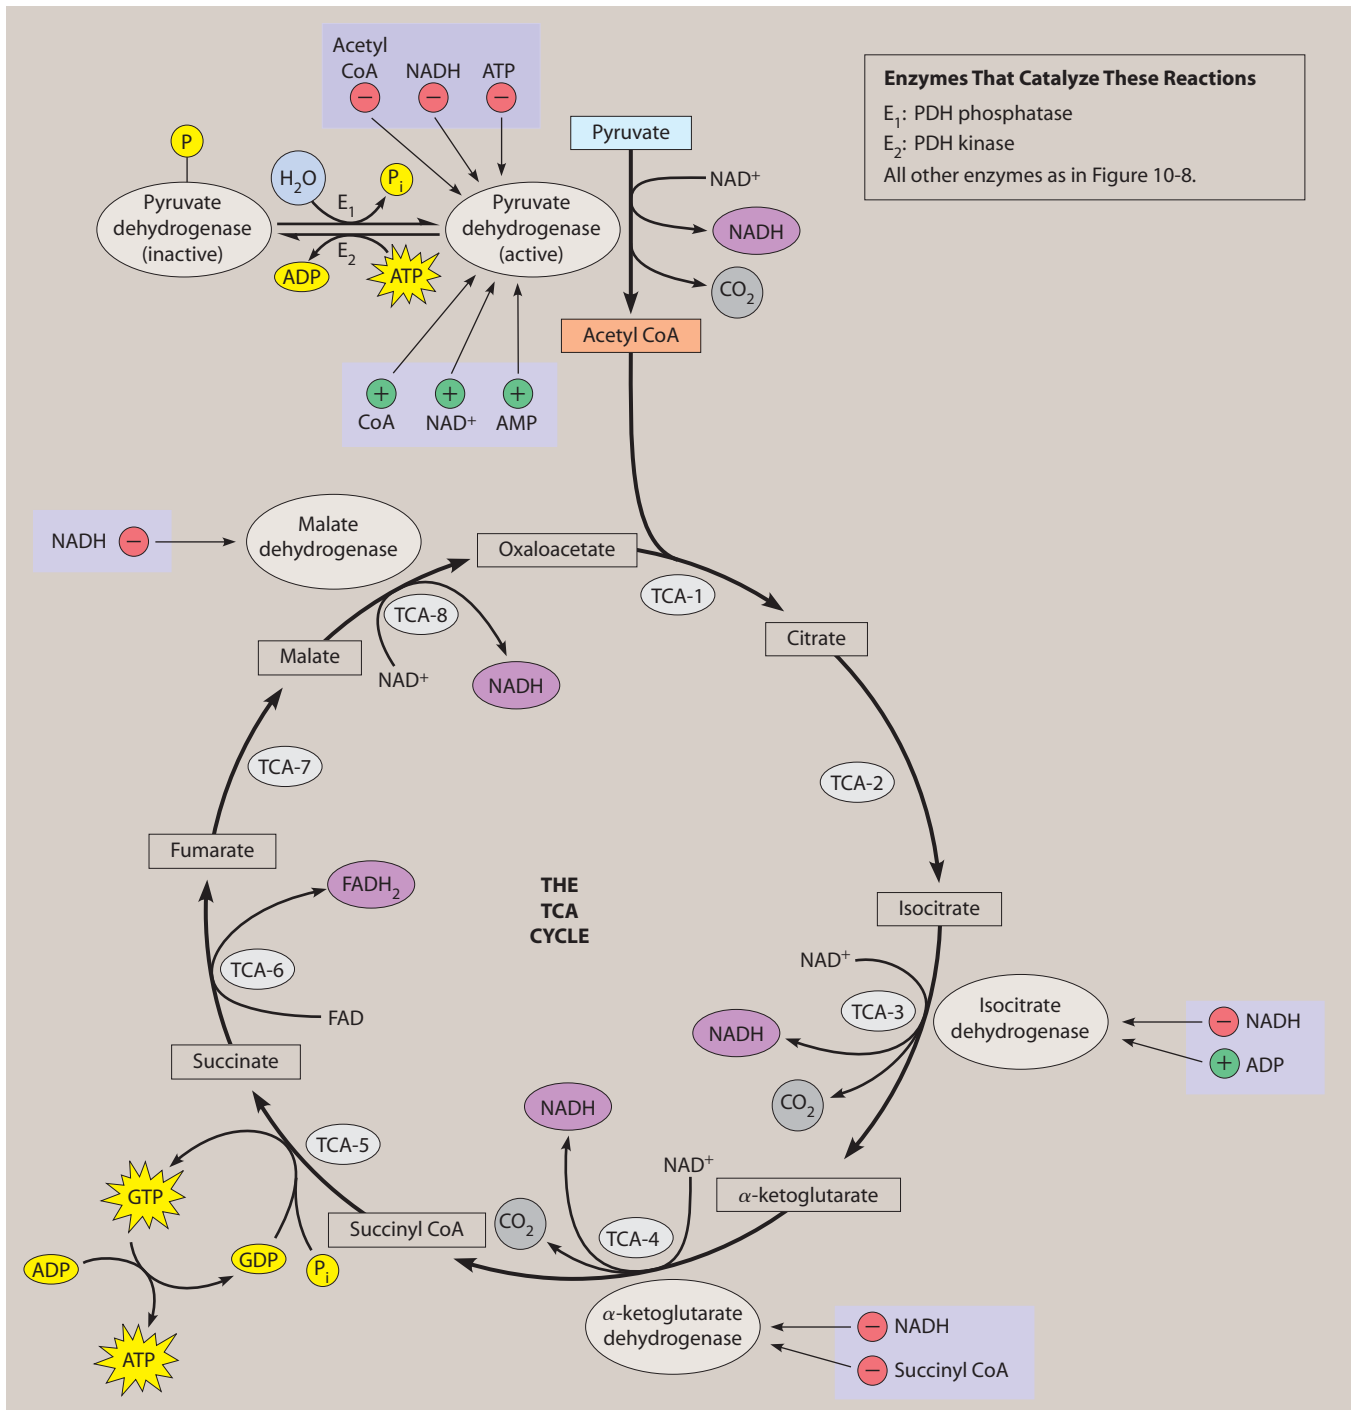 Acetyl
CoA NADH ATP
− − −
Enzymes That Catalyze These Reactions
E1: PDH phosphatase
E2: PDH kinase
All other enzymes as in Figure 10-8.
P
Pyruvate
dehydrogenase
(inactive)
H2O
Pi
E1
E2
ADP
ATP
Pyruvate
dehydrogenase
(active)
Pyruvate
NAD+
NADH
CO2
Acetyl CoA
+ + +
CoA NAD+ AMP
NADH −
Malate
dehydrogenase
Oxaloacetate
TCA-1
Citrate
TCA-8
Malate
NAD+
NADH
TCA-7
TCA-2
Fumarate
FADH2
THE
TCA
CYCLE
Isocitrate
TCA-6
FAD
NAD+
TCA-3
NADH
CO2
Isocitrate
dehydrogenase
− NADH
+ ADP
Succinate
TCA-5
NADH
NAD+
α-ketoglutarate
GTP
Succinyl CoA
CO2
TCA-4
ADP
GDP
Pi
ATP
α-ketoglutarate
dehydrogenase
− NADH
− Succinyl CoA